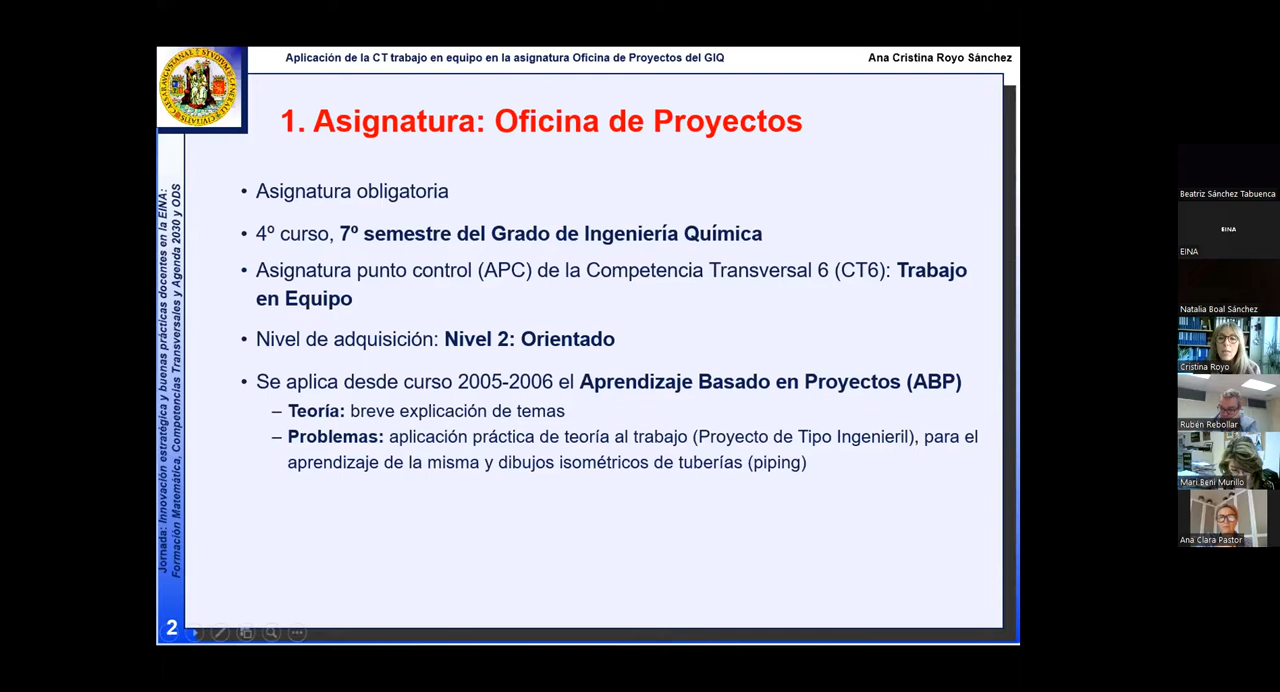 Aplicación de la CT trabajo en equipo en la asignatura Oficina de Proyectos del GIQ
Ana Cristina Royo Sánchez
1. Asignatura: Oficina de Proyectos
• Asignatura obligatoria
• 4º curso, 7º semestre del Grado de Ingeniería Química
• Asignatura punto control (APC) de la Competencia Transversal 6 (CT6): Trabajo
en Equipo
• Nivel de adquisición: Nivel 2: Orientado
• Se aplica desde curso 2005-2006 el Aprendizaje Basado en Proyectos (ABP)
– Teoría: breve explicación de temas
– Problemas: aplicación práctica de teoría al trabajo (Proyecto de Tipo Ingenieril), para el
aprendizaje de la misma y dibujos isométricos de tuberías (piping)
Jornada: Innovación estratégica y buenas prácticas docentes en la EINA:
Formación Matemática, Competencias Transversales y Agenda 2030 y ODS
2
Beatriz Sánchez Tabuenca
EINA
EINA
Natalia Boal Sánchez
Cristina Royo
Rubén Rebollar
Mari Beni Murillo
Ana Clara Pastor